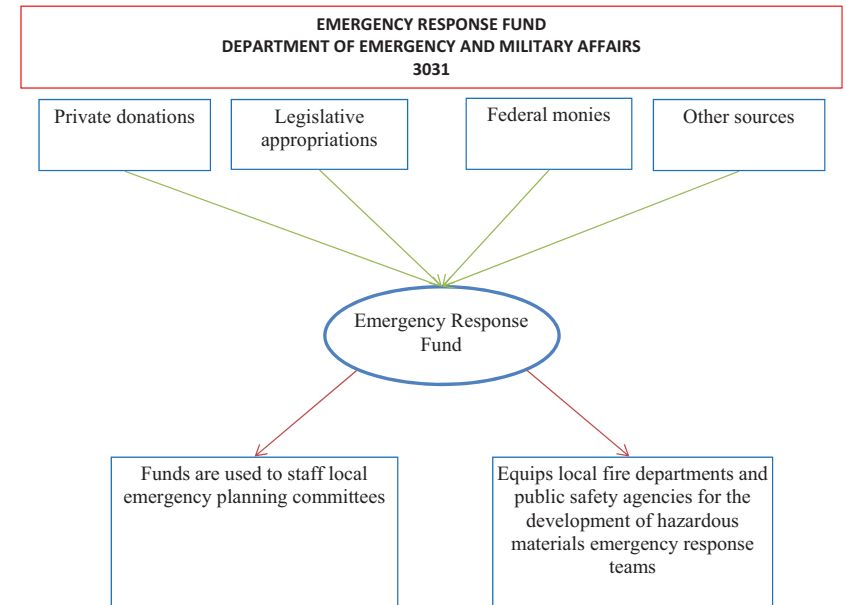 EMERGENCY RESPONSE FUND
DEPARTMENT OF EMERGENCY AND MILITARY AFFAIRS
3031
Private donations
Legislative
appropriations
Federal monies
Other sources
Emergency Response
Fund
Funds are used to staff local
emergency planning committees
Equips local fire departments and
public safety agencies for the
development of hazardous
materials emergency response
teams